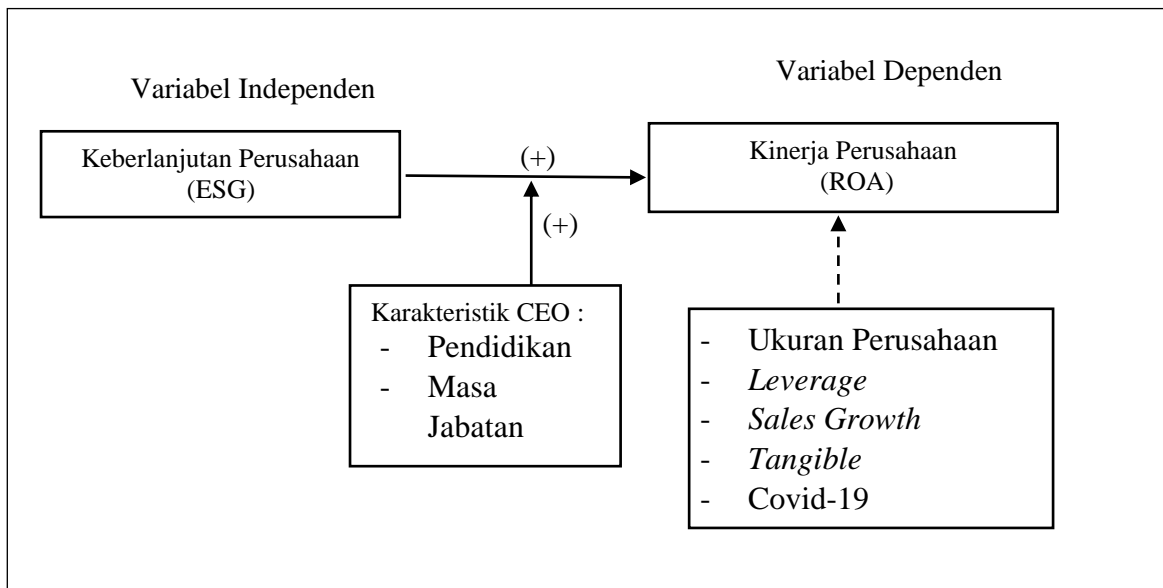 Variabel Independen
Variabel Dependen
Keberlanjutan Perusahaan
(ESG)
(+)
Kinerja Perusahaan
(ROA)
(+)
Karakteristik CEO :
- Pendidikan
- Masa
Jabatan
- Ukuran Perusahaan
- Leverage
- Sales Growth
- Tangible
- Covid-19